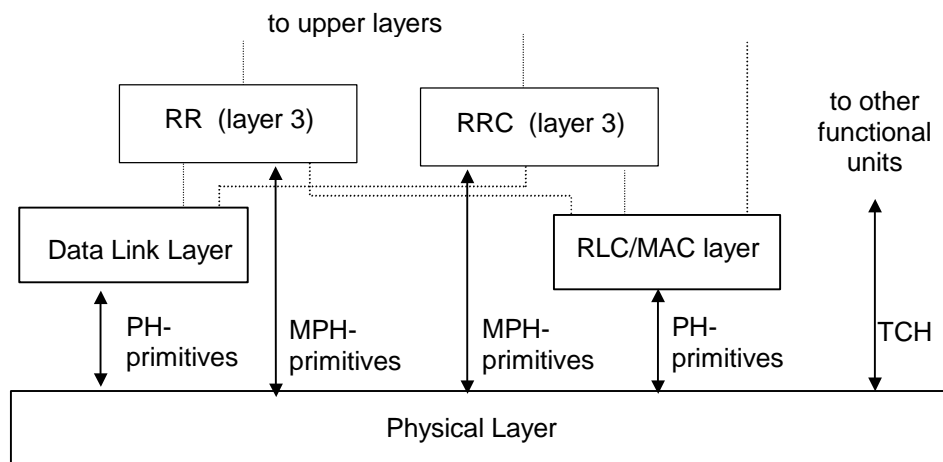 to upper layers
RR (layer 3)
RRC (layer 3)
to other
functional
units
Data Link Layer
RLC/MAC layer
PH-
primitives
MPH-
primitives
MPH-
primitives
PH-
primitives
TCH
Physical Layer